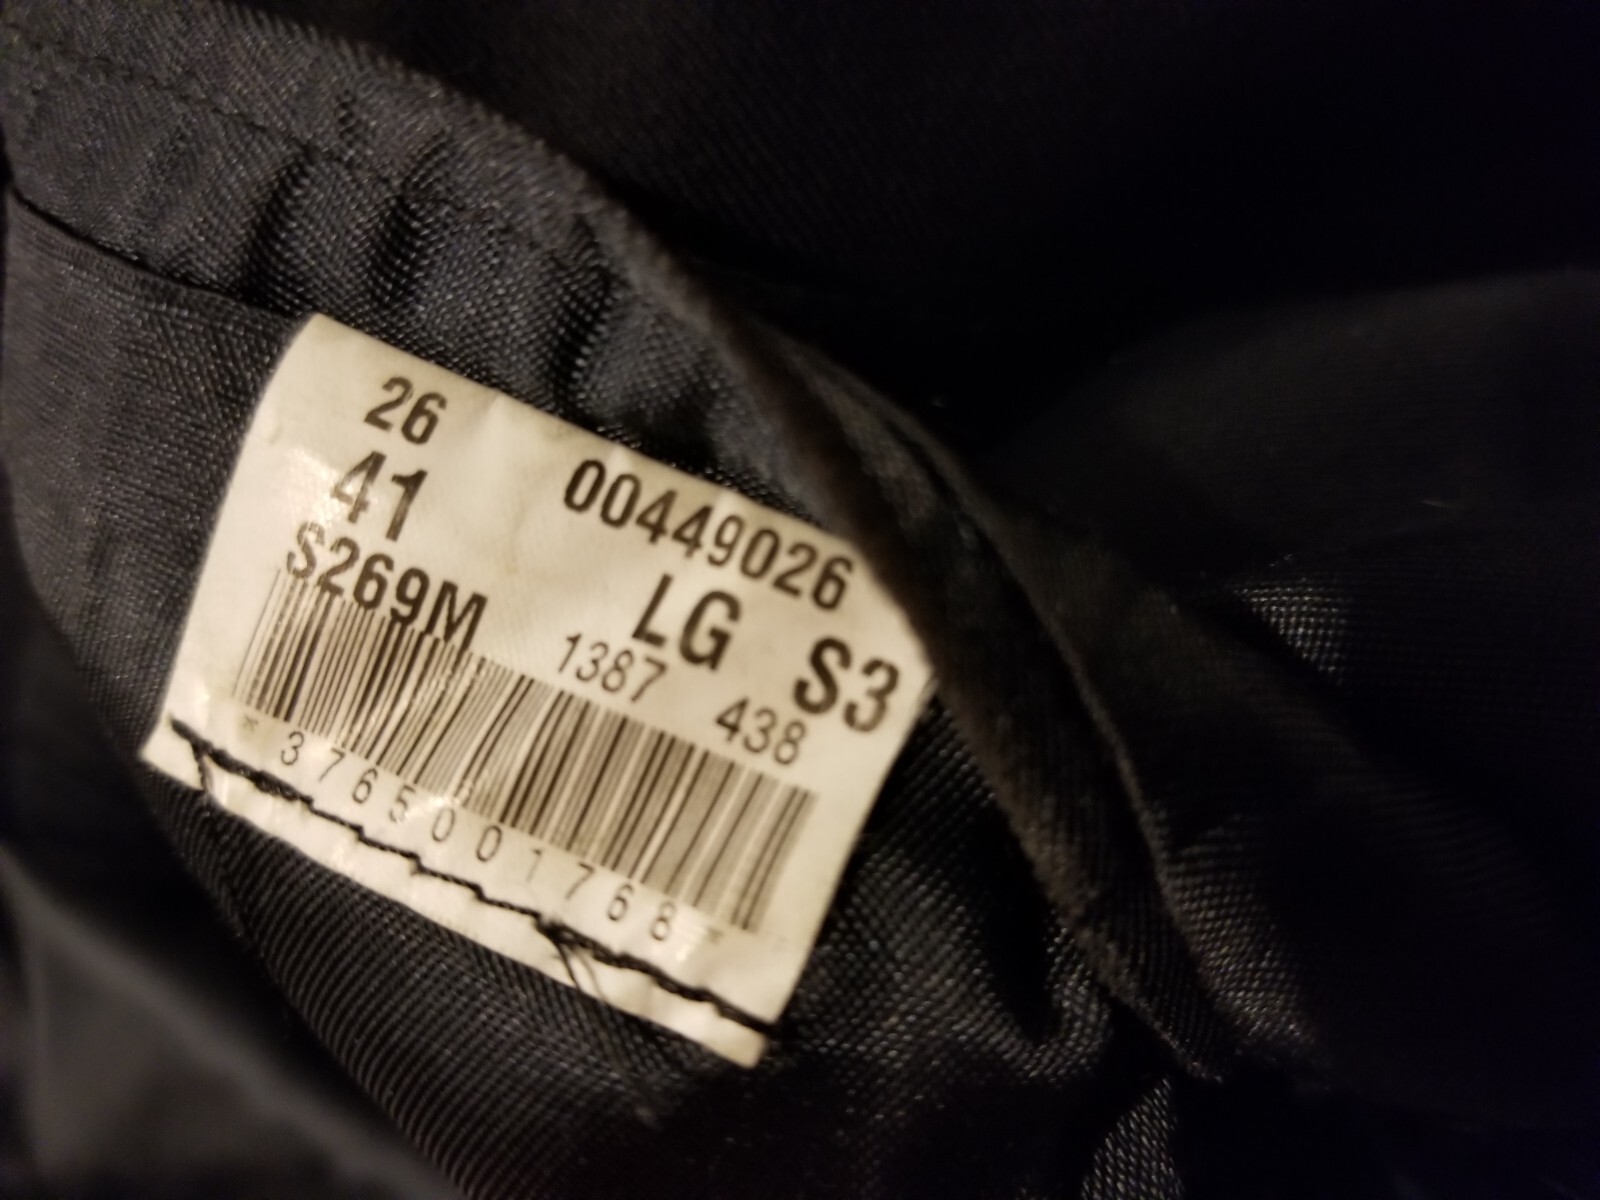 26 00449026
41 LG S3
S269M 1387 438
*3765001768*